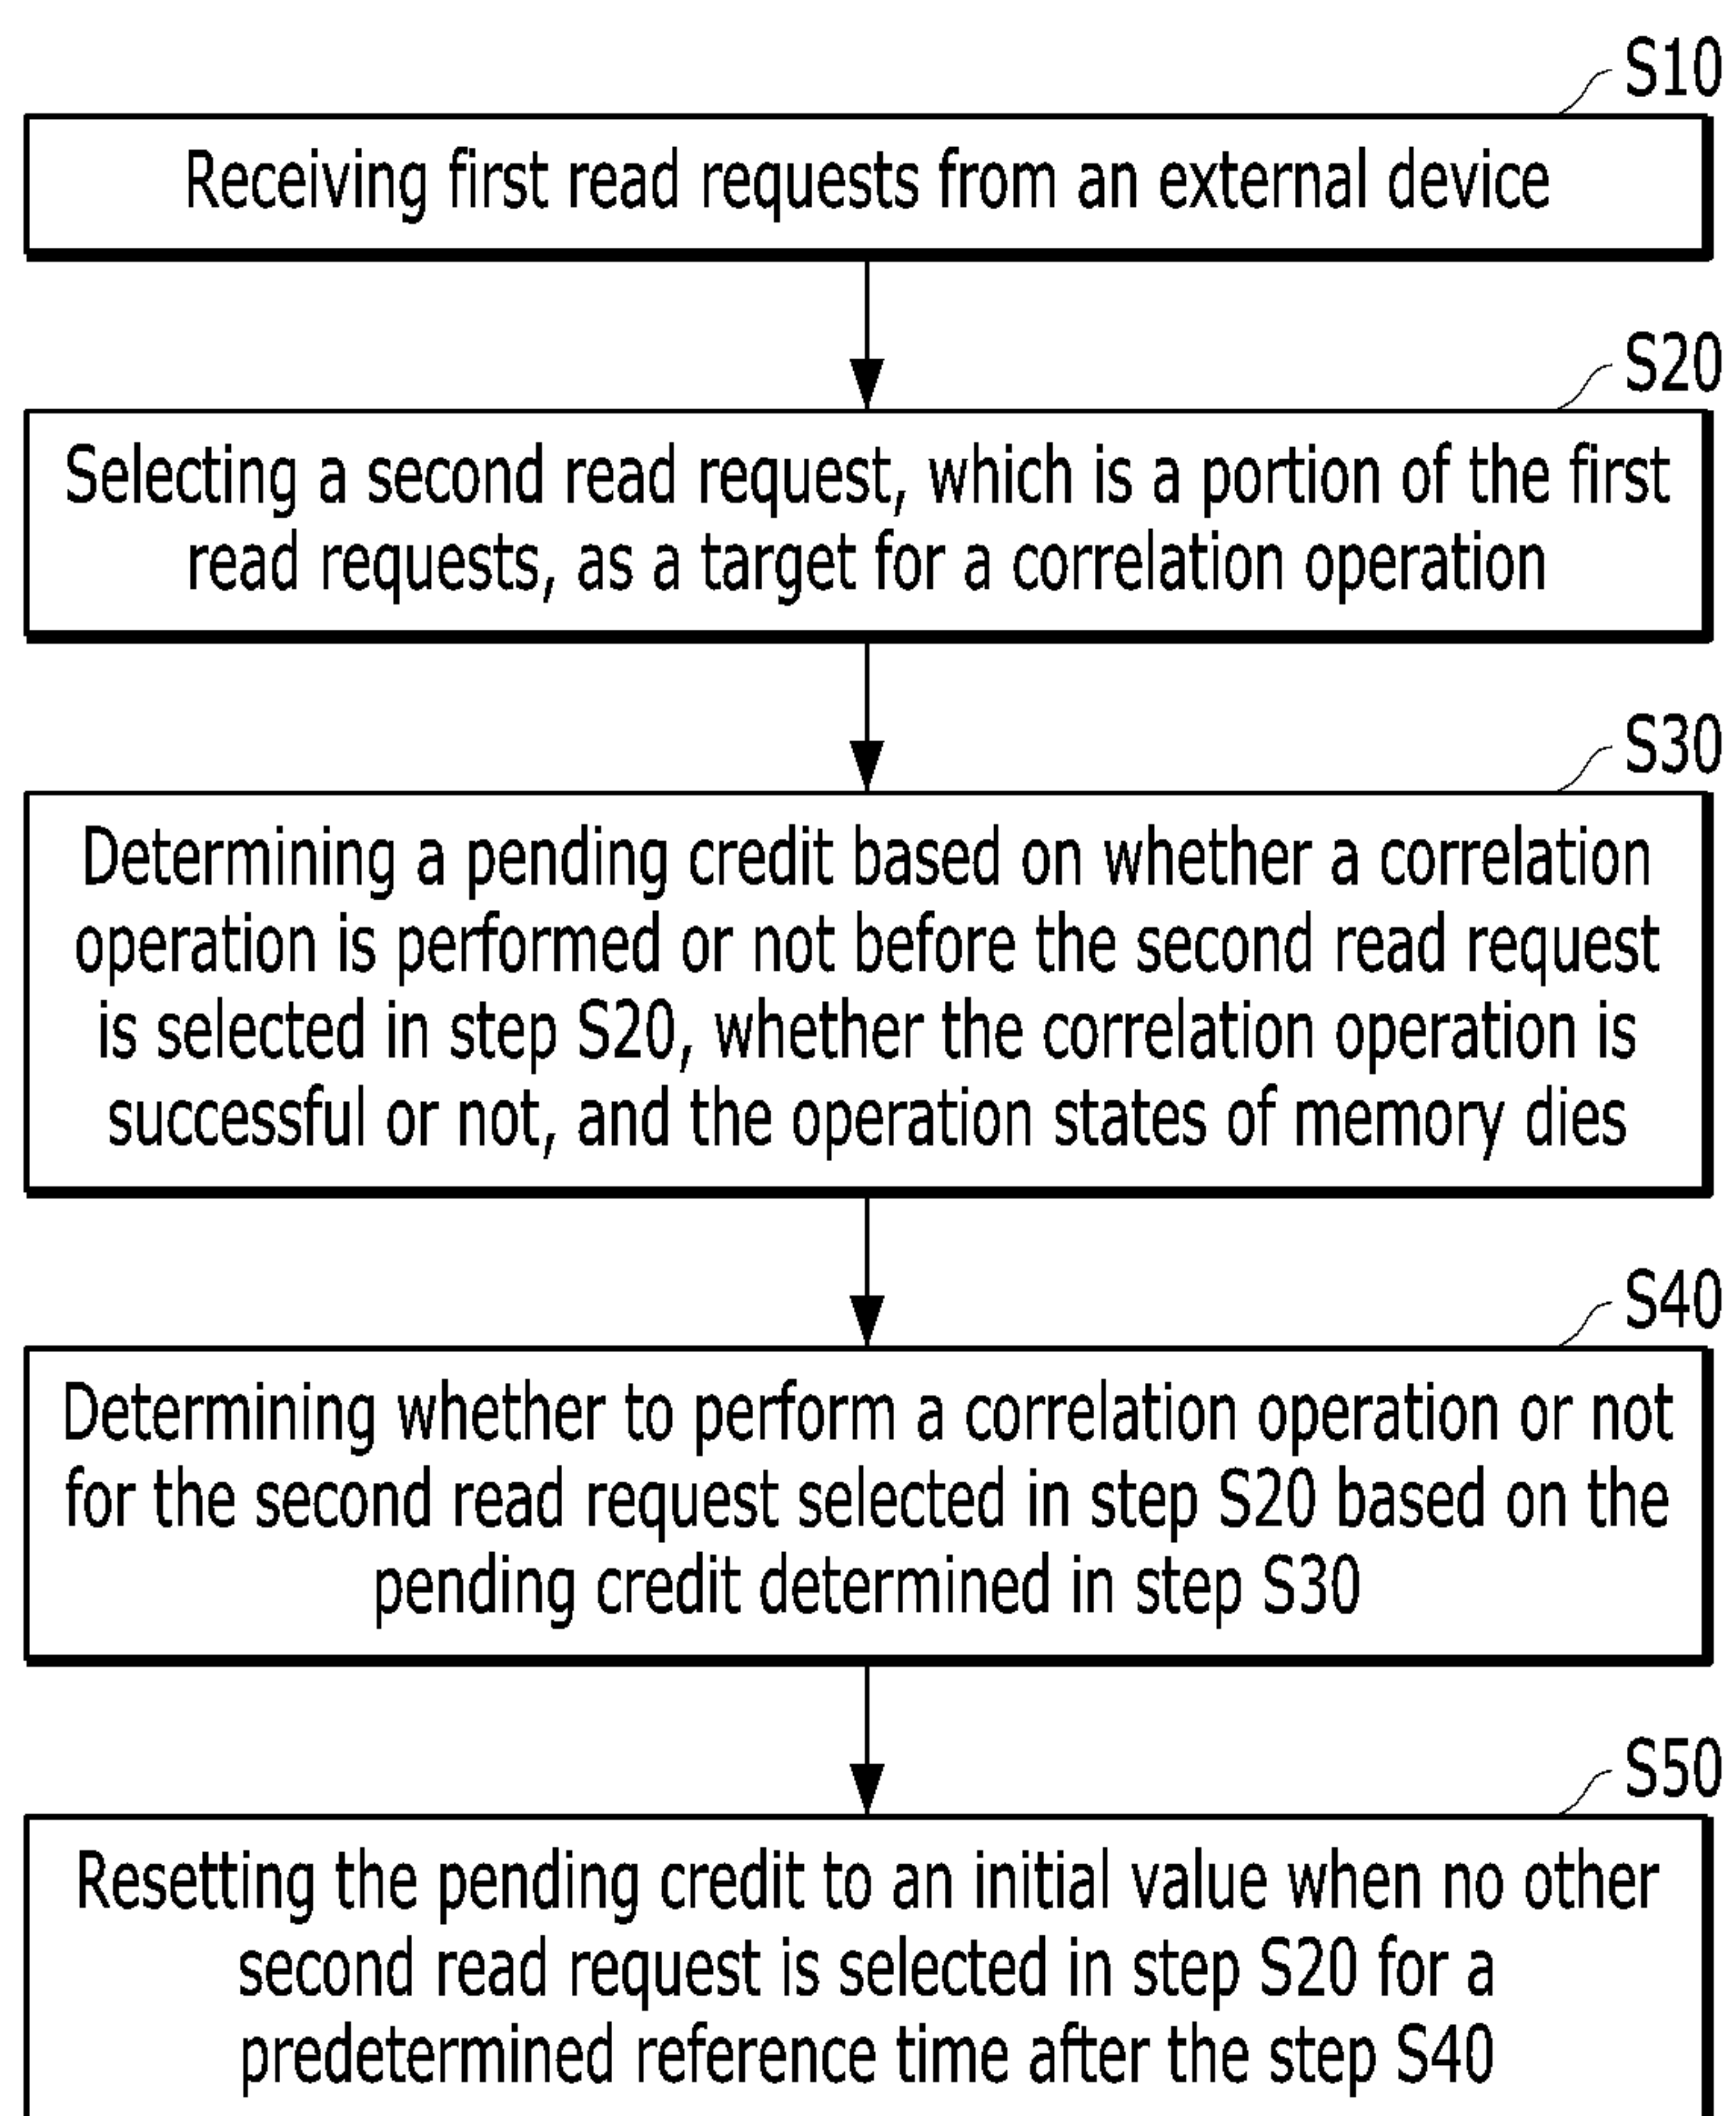 S10
Receiving first read requests from an external device
S20
Selecting a second read request, which is a portion of the first
read requests, as a target for a correlation operation
S30
Determining a pending credit based on whether a correlation
operation is performed or not before the second read request
is selected in step S20, whether the correlation operation is
successful or not, and the operation states of memory dies
S40
Determining whether to perform a correlation operation or not
for the second read request selected in step S20 based on the
pending credit determined in step S30
S50
Resetting the pending credit to an initial value when no other
second read request is selected in step S20 for a
predetermined reference time after the step S40